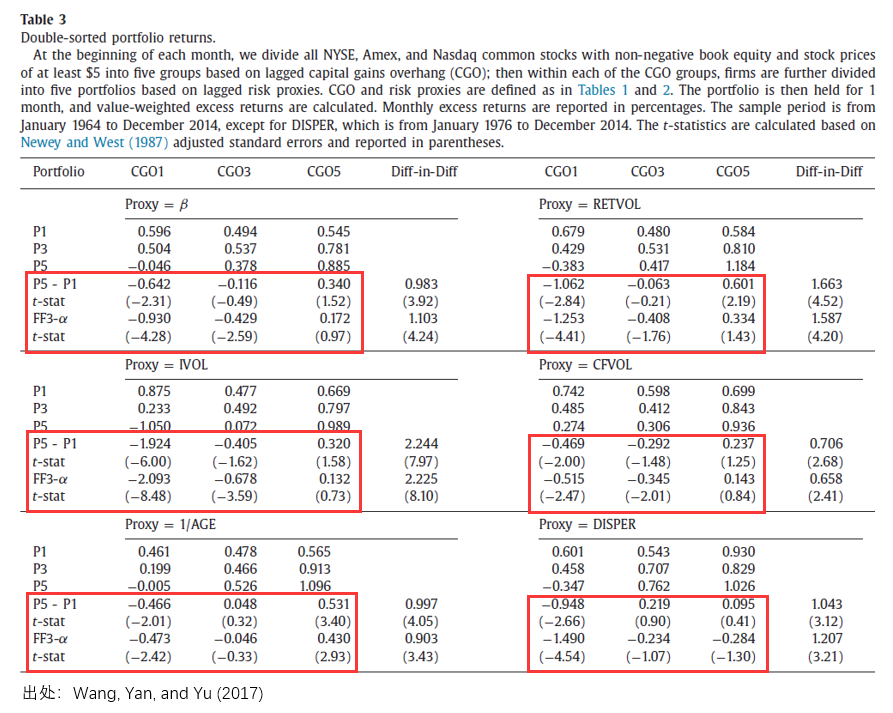 Table 3
Double-sorted portfolio returns.
At the beginning of each month, we divide all NYSE, Amex, and Nasdaq common stocks with non-negative book equity and stock prices
of at least $5 into five groups based on lagged capital gains overhang (CGO); then within each of the CGO groups, firms are further divided
into five portfolios based on lagged risk proxies. CGO and risk proxies are defined as in Tables 1 and 2. The portfolio is then held for 1
month, and value-weighted excess returns are calculated. Monthly excess returns are reported in percentages. The sample period is from
January 1964 to December 2014, except for DISPER, which is from January 1976 to December 2014. The t-statistics are calculated based on
Newey and West (1987) adjusted standard errors and reported in parentheses.
Portfolio CGO1 CGO3 CGO5 Diff-in-Diff CGO1 CGO3 CGO5 Diff-in-Diff
Proxy = β Proxy = RETVOL
P1 0.596 0.494 0.545 0.679 0.480 0.584
P3 0.504 0.537 0.781 0.429 0.531 0.810
P5 −0.046 0.378 0.885 −0.383 0.417 1.184
P5 - P1 −0.642 −0.116 0.340 0.983 −1.062 −0.063 0.601 1.663
t-stat (−2.31) (−0.49) (1.52) (3.92) (−2.84) (−0.21) (2.19) (4.52)
FF3-α −0.930 −0.429 0.172 1.103 −1.253 −0.408 0.334 1.587
t-stat (−4.28) (−2.59) (0.97) (4.24) (−4.41) (−1.76) (1.43) (4.20)
Proxy = IVOL Proxy = CFVOL
P1 0.875 0.477 0.669 0.742 0.598 0.699
P3 0.233 0.492 0.797 0.485 0.412 0.843
P5 −1.050 0.072 0.989 0.274 0.306 0.936
P5 - P1 −1.924 −0.405 0.320 2.244 −0.469 −0.292 0.237 0.706
t-stat (−6.00) (−1.62) (1.58) (7.97) (−2.00) (−1.48) (1.25) (2.68)
FF3-α −2.093 −0.678 0.132 2.225 −0.515 −0.345 0.143 0.658
t-stat (−8.48) (−3.59) (0.73) (8.10) (−2.47) (−2.01) (0.84) (2.41)
Proxy = 1/AGE Proxy = DISPER
P1 0.461 0.478 0.565 0.601 0.543 0.930
P3 0.199 0.466 0.913 0.458 0.707 0.829
P5 −0.005 0.526 1.096 −0.347 0.762 1.026
P5 - P1 −0.466 0.048 0.531 0.997 −0.948 0.219 0.095 1.043
t-stat (−2.01) (0.32) (3.40) (4.05) (−2.66) (0.90) (0.41) (3.12)
FF3-α −0.473 −0.046 0.430 0.903 −1.490 −0.234 −0.284 1.207
t-stat (−2.42) (−0.33) (2.93) (3.43) (−4.54) (−1.07) (−1.30) (3.21)
出处：Wang, Yan, and Yu (2017)